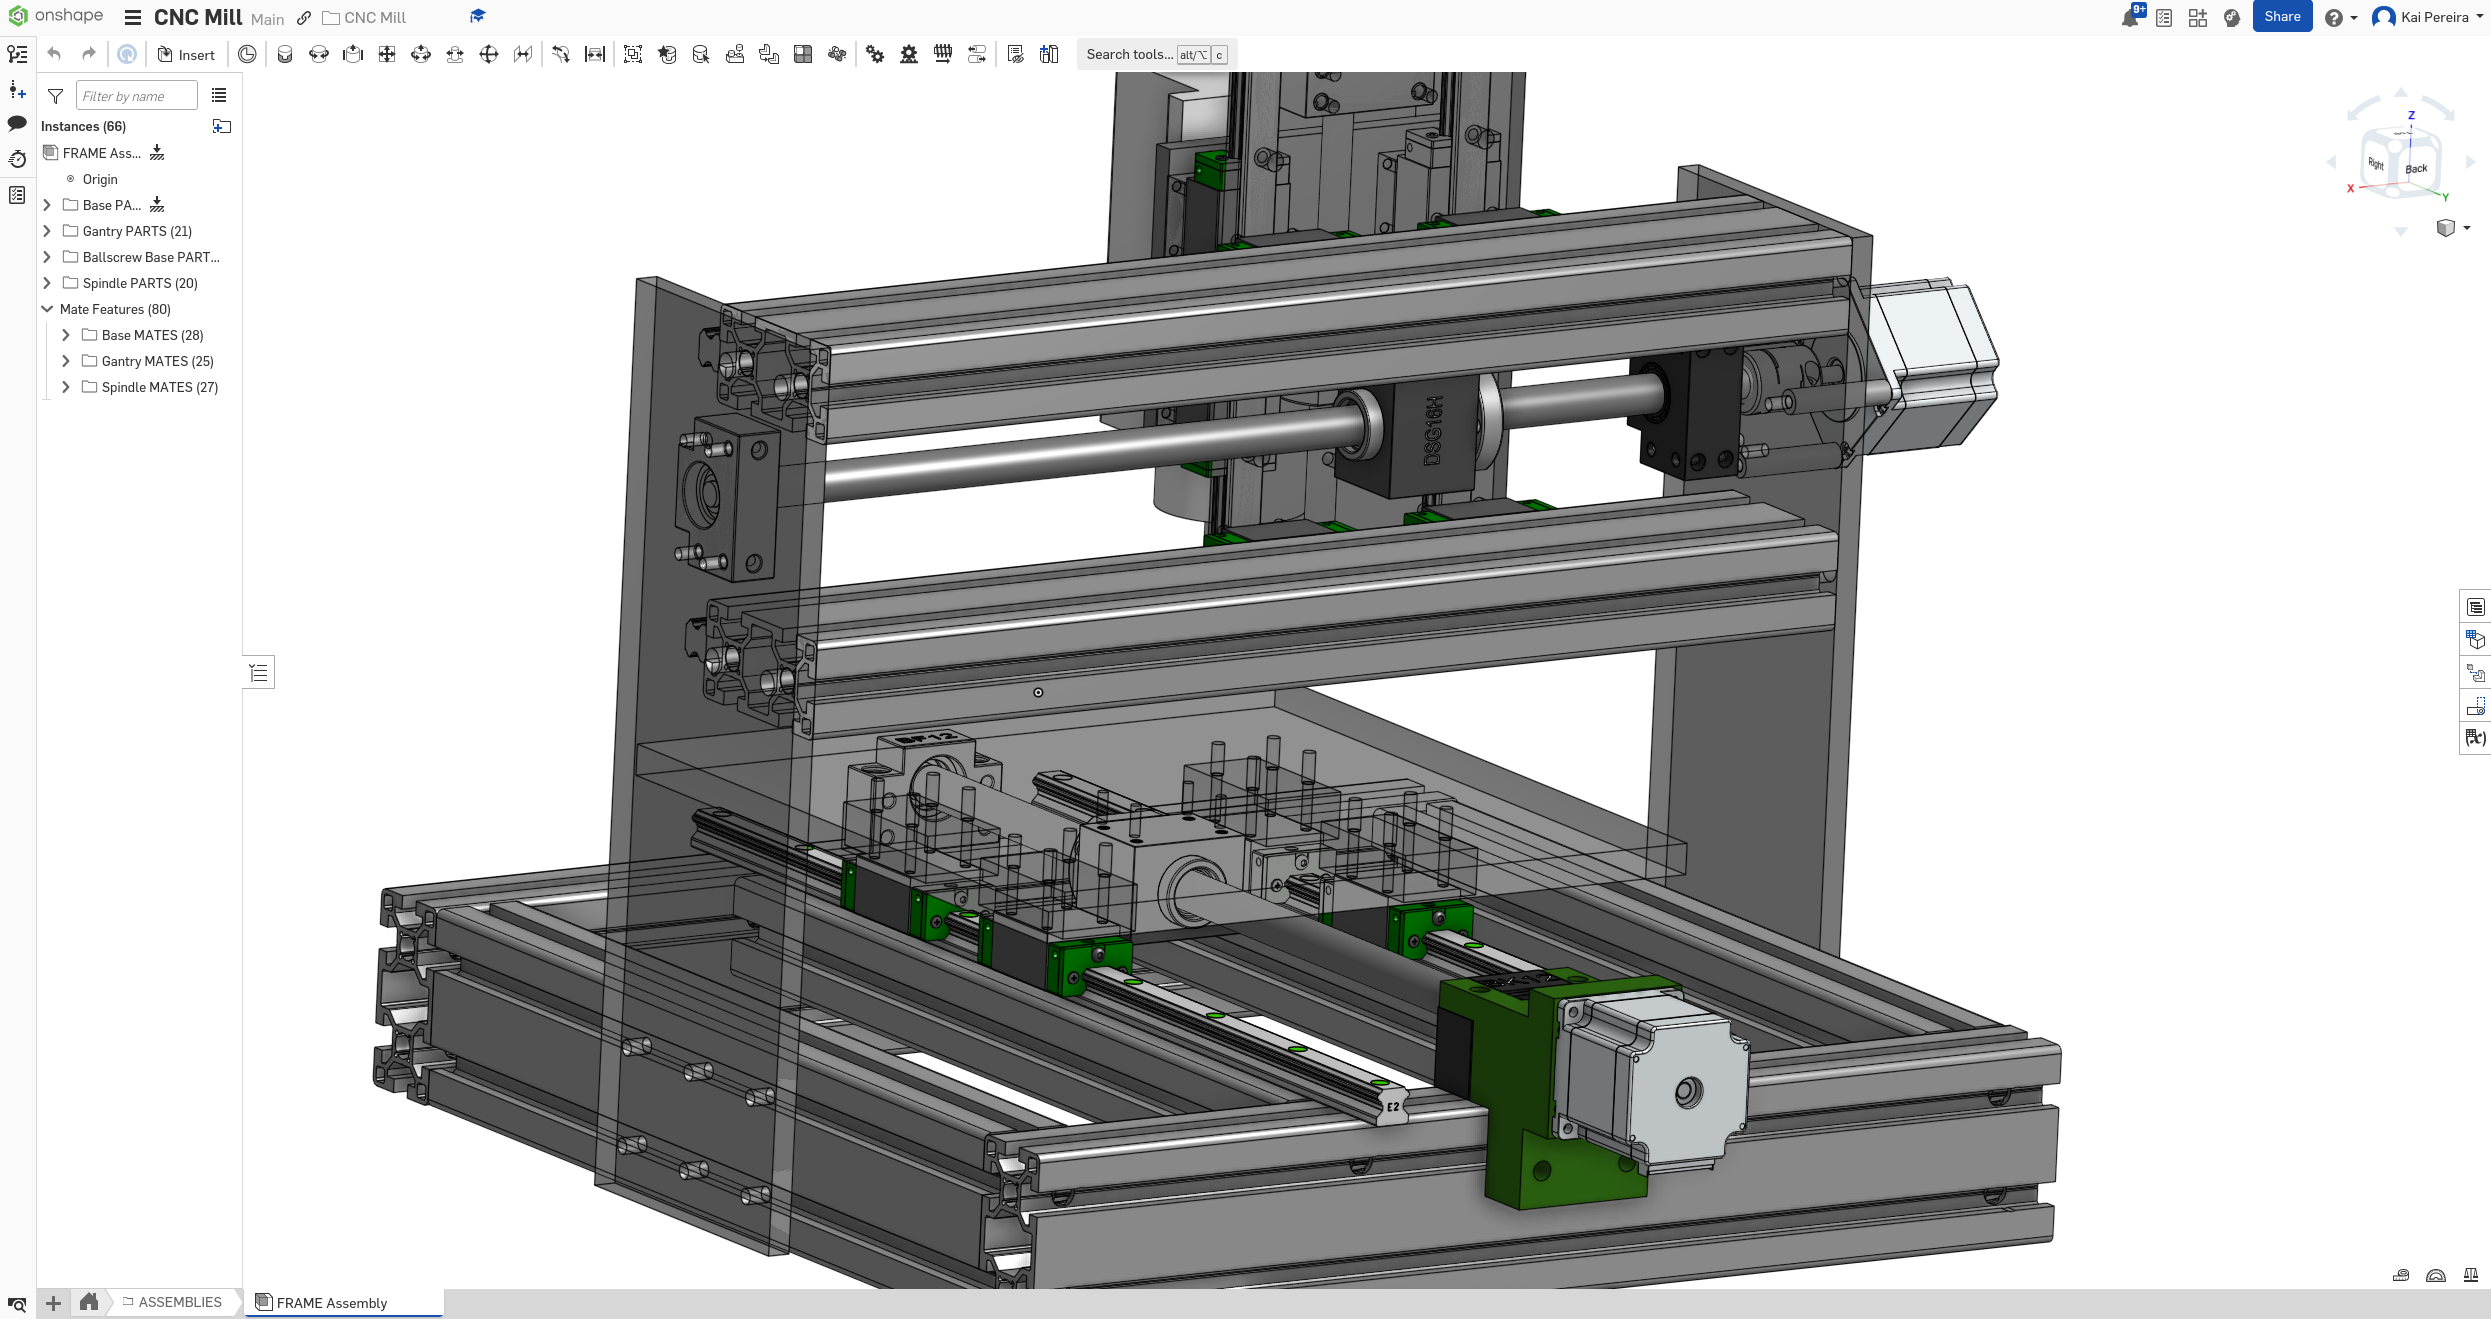 onshape
CNC Mill Main CNC Mill
9+
Share
Kai Pereira
Insert
Search tools... alt/⌥ c
Filter by name
Instances (66)
FRAME Ass...
Origin
Base PA...
Gantry PARTS (21)
Ballscrew Base PART...
Spindle PARTS (20)
Mate Features (80)
Base MATES (28)
Gantry MATES (25)
Spindle MATES (27)
Z
Right
Back
X
Y
DSG16H
BF12
E2
(x)
ASSEMBLIES
FRAME Assembly